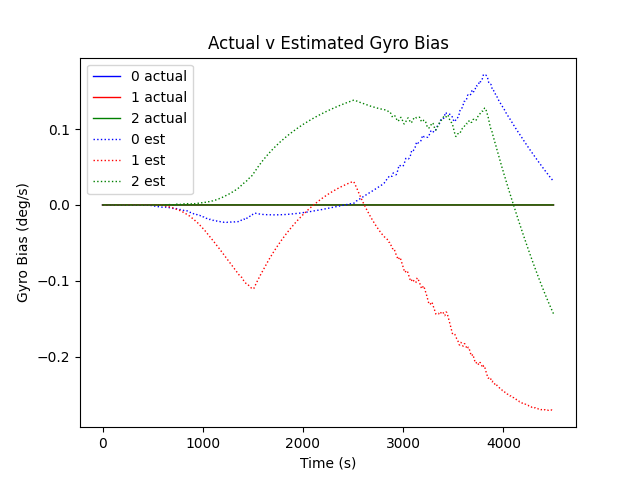 Actual v Estimated Gyro Bias
0 actual
1 actual
2 actual
0 est
1 est
2 est
0.1
0.0
−0.1
−0.2
Gyro Bias (deg/s)
0 1000 2000 3000 4000
Time (s)